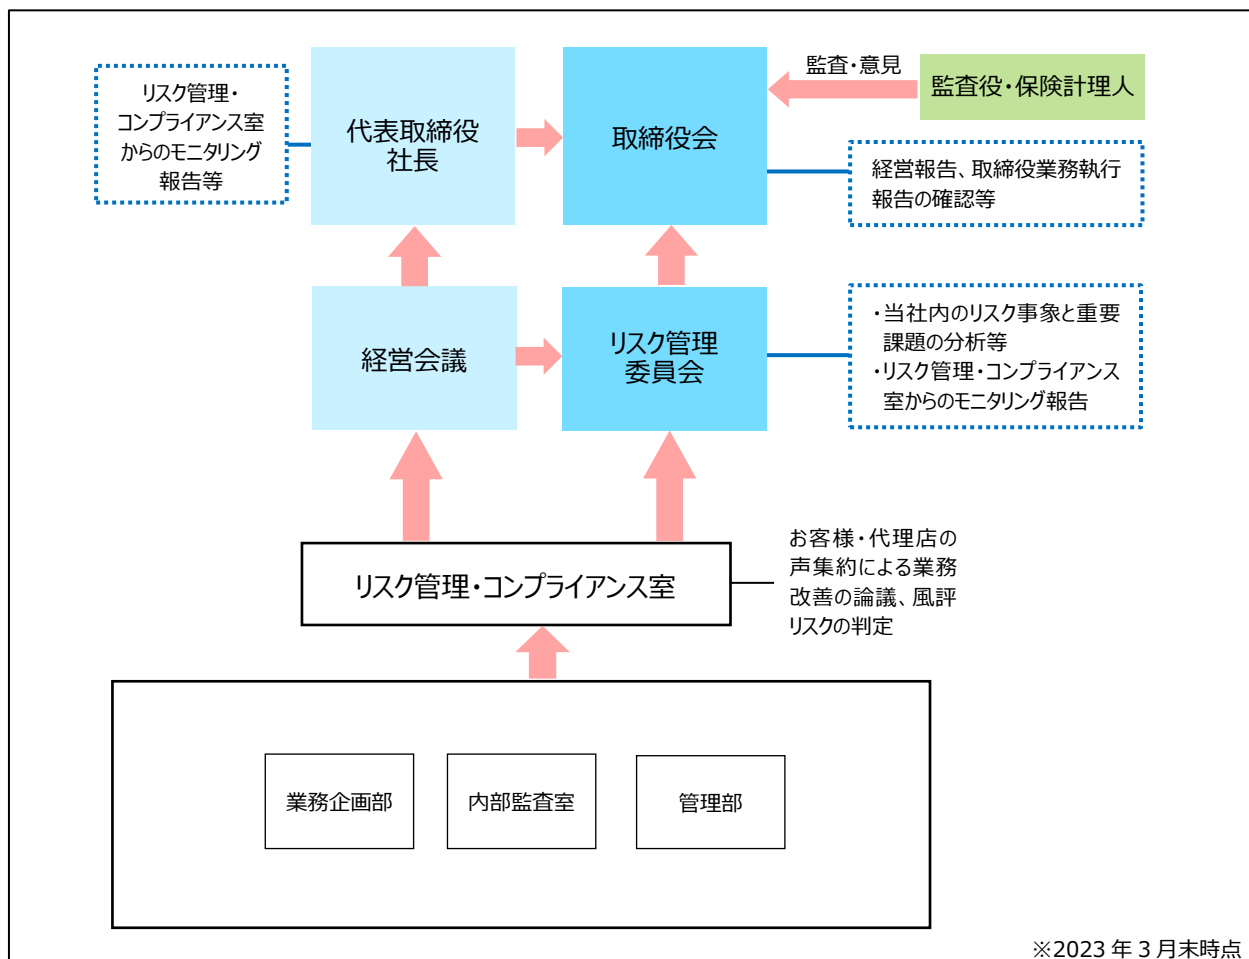 リスク管理・
コンプライアンス室
からのモニタリング
報告等
代表取締役
社長
取締役会
監査・意見
監査役・保険計理人
経営報告、取締役業務執行
報告の確認等
経営会議
リスク管理
委員会
・当社内のリスク事象と重要
課題の分析等
・リスク管理・コンプライアンス
室からのモニタリング報告
リスク管理・コンプライアンス室
お客様・代理店の
声集約による業務
改善の論議、風評
リスクの判定
業務企画部
内部監査室
管理部
※2023 年 3 月末時点